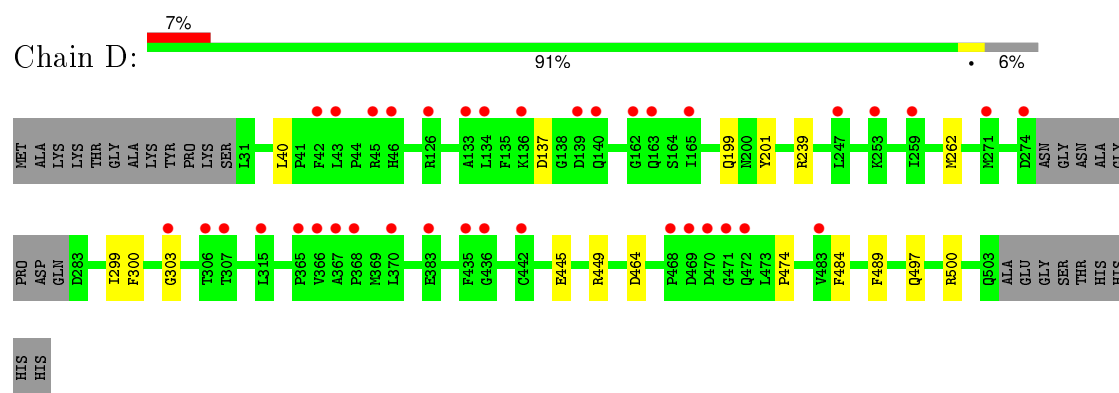 7%
Chain D:
91% • 6%
MET ALA LYS LYS THR GLY ALA LYS TYR PRO LYS SER L31 L40 P41 F42 L43 P44 R45 H46 R126 A133 L134 F135 K136 D137 G138 D139 Q140 G162 Q163 S164 I165 Q199 N200 Y201 R239 L247 K253 I259 M262 M271 D274 ASN GLY ASN ALA GLY
PRO ASP GLN D283 I299 F300 G303 T306 T307 L315 P365 V366 A367 P368 M369 L370 E383 F435 G436 C442 E445 R449 D464 P468 D469 D470 G471 Q472 L473 P474 V483 F484 F489 Q497 R500 Q503 ALA GLU GLY SER THR HIS HIS
HIS HIS